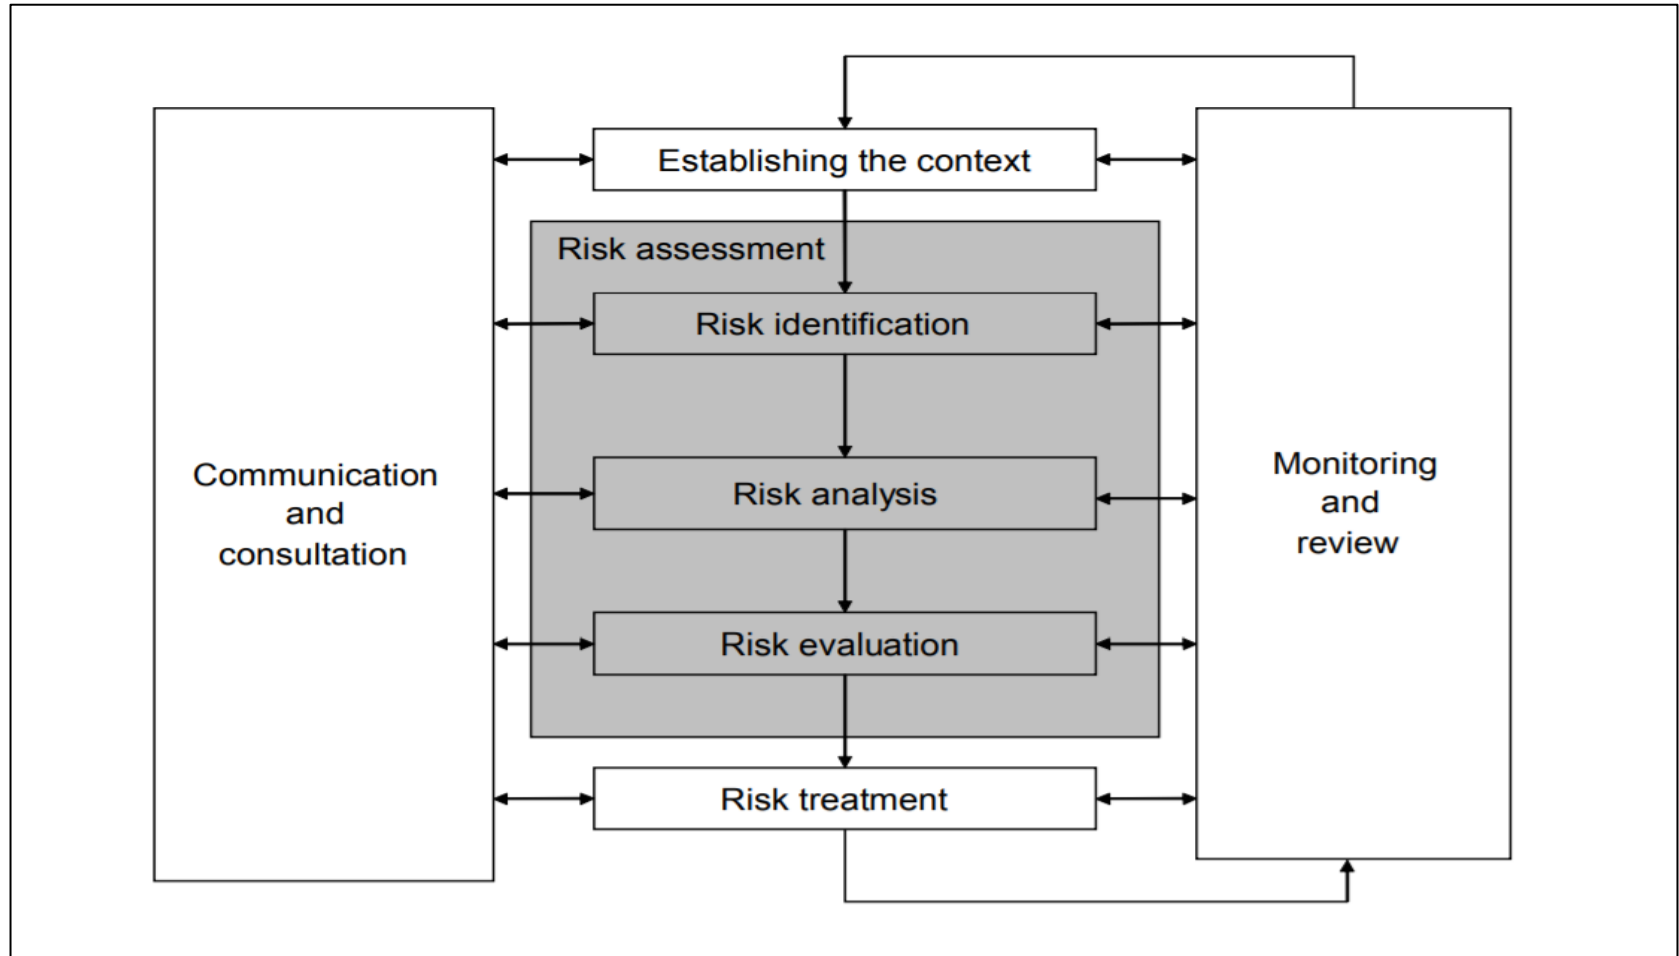 Establishing the context
Risk assessment
Risk identification
Risk analysis
Risk evaluation
Risk treatment
Communication
and
consultation
Monitoring
and
review